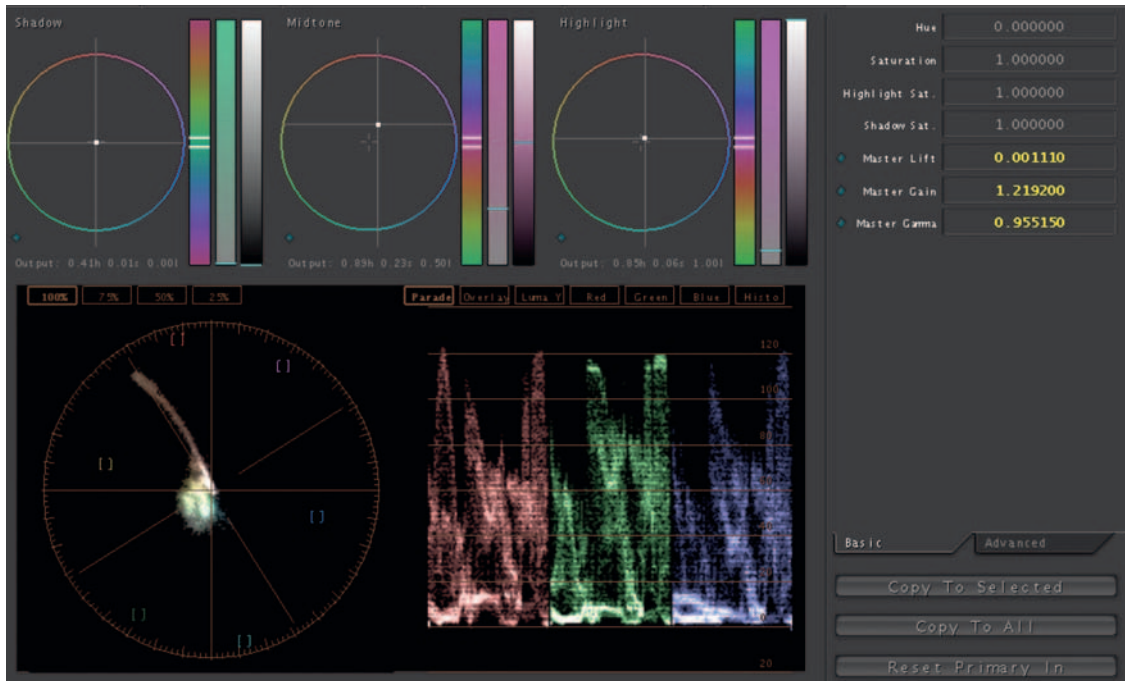 Shadow
Midtone
Highlight
Output: 0.41h 0.01s 0.00l
Output: 0.89h 0.23s 0.50l
Output: 0.85h 0.06s 1.00l
Hue 0.000000
Saturation 1.000000
Highlight Sat. 1.000000
Shadow Sat. 1.000000
Master Lift 0.001110
Master Gain 1.219200
Master Gamma 0.955150
100% 75% 50% 25%
Parade Overlay Luma Y Red Green Blue Histo
[ ]
[ ]
[ ]
[ ]
[ ]
[ ]
120
100
80
0
20
Basic Advanced
Copy To Selected
Copy To All
Reset Primary In